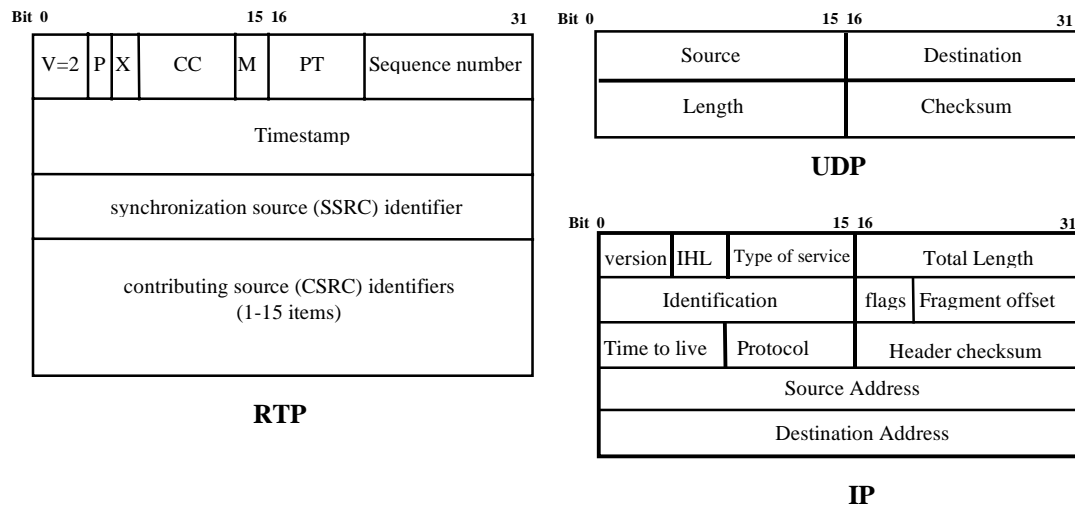 Bit 0 15 16 31
V=2 P X CC M PT Sequence number
Timestamp
synchronization source (SSRC) identifier
contributing source (CSRC) identifiers
(1-15 items)
RTP
Bit 0 15 16 31
Source Destination
Length Checksum
UDP
Bit 0 15 16 31
version IHL Type of service Total Length
Identification flags Fragment offset
Time to live Protocol Header checksum
Source Address
Destination Address
IP